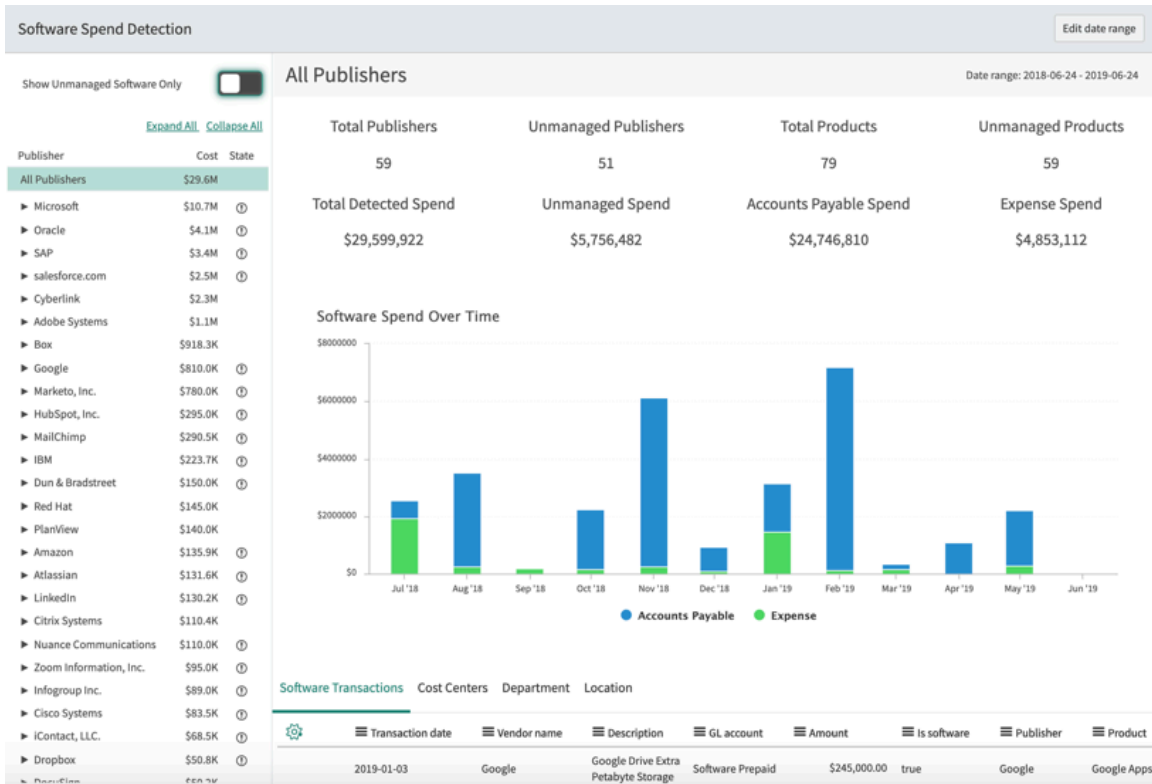 Software Spend Detection
Edit date range
Show Unmanaged Software Only
Expand All Collapse All
Publisher Cost State
All Publishers $29.6M
Microsoft $10.7M
Oracle $4.1M
SAP $3.4M
salesforce.com $2.5M
Cyberlink $2.3M
Adobe Systems $1.1M
Box $918.3K
Google $810.0K
Marketo, Inc. $780.0K
HubSpot, Inc. $295.0K
MailChimp $290.5K
IBM $223.7K
Dun & Bradstreet $150.0K
Red Hat $145.0K
PlanView $140.0K
Amazon $135.9K
Atlassian $131.6K
LinkedIn $130.2K
Citrix Systems $110.4K
Nuance Communications $110.0K
Zoom Information, Inc. $95.0K
Infogroup Inc. $89.0K
Cisco Systems $83.5K
iContact, LLC. $68.5K
Dropbox $50.8K
All Publishers
Date range: 2018-06-24 - 2019-06-24
Total Publishers Unmanaged Publishers Total Products Unmanaged Products
59 51 79 59
Total Detected Spend Unmanaged Spend Accounts Payable Spend Expense Spend
$29,599,922 $5,756,482 $24,746,810 $4,853,112
Software Spend Over Time
$8000000
$6000000
$4000000
$2000000
$0
Jul '18 Aug '18 Sep '18 Oct '18 Nov '18 Dec '18 Jan '19 Feb '19 Mar '19 Apr '19 May '19 Jun '19
Accounts Payable Expense
Software Transactions Cost Centers Department Location
Transaction date Vendor name Description GL account Amount Is software Publisher Product
2019-01-03 Google Google Drive Extra Software Prepaid $245,000.00 true Google Google Apps
Petabyte Storage